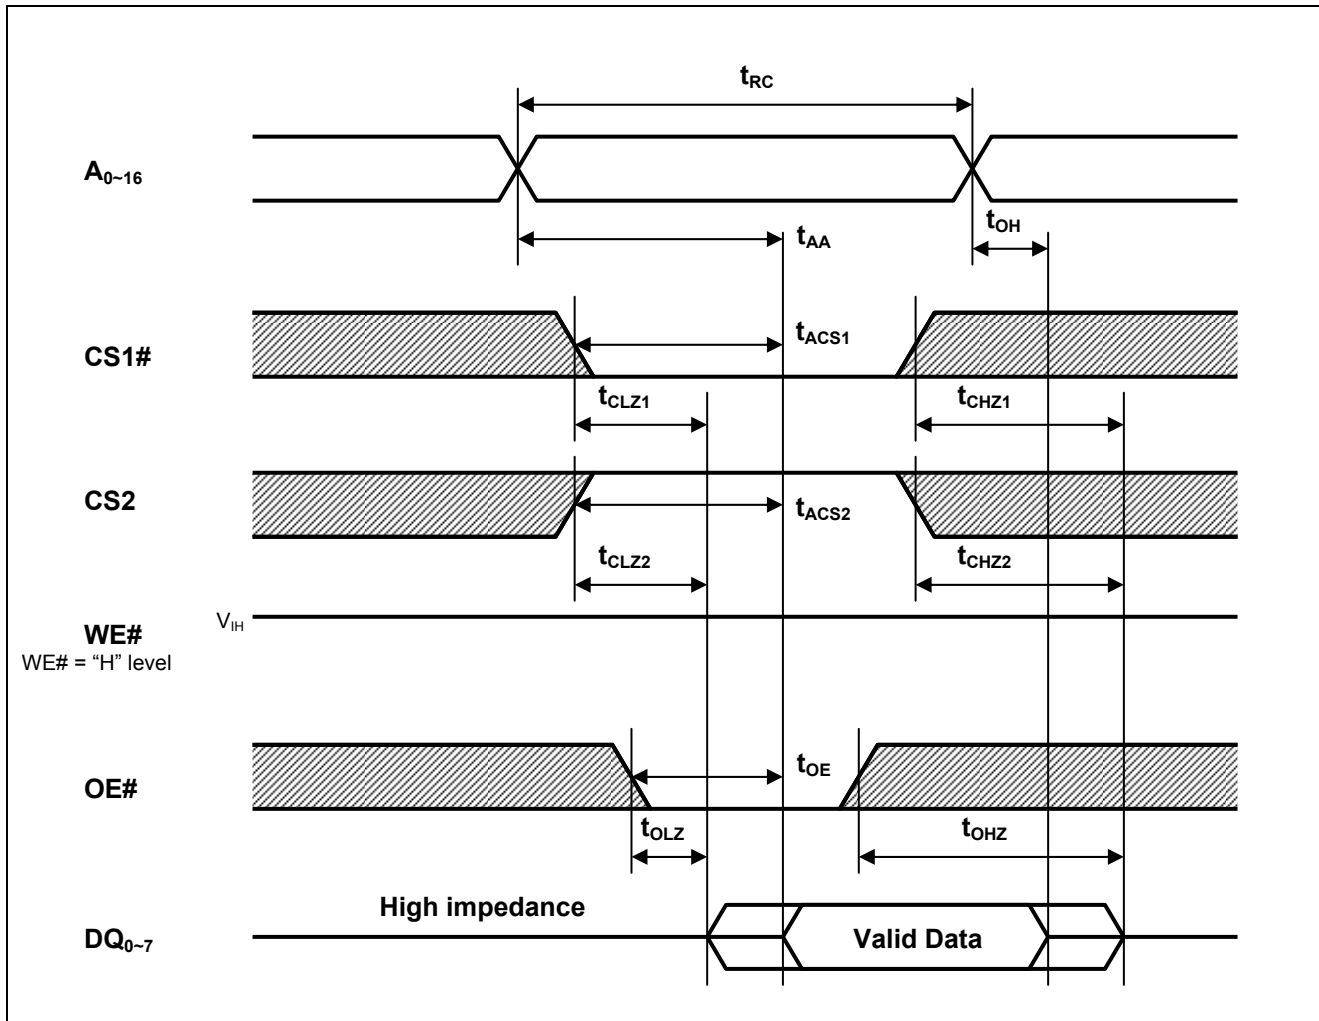 tRC
A0~16
tOH
tAA
CS1#
tACS1
tCLZ1
tCHZ1
CS2
tACS2
tCLZ2
tCHZ2
VIH
WE#
WE# = “H” level
OE#
tOE
tOLZ
tOHZ
High impedance
DQ0~7
Valid Data